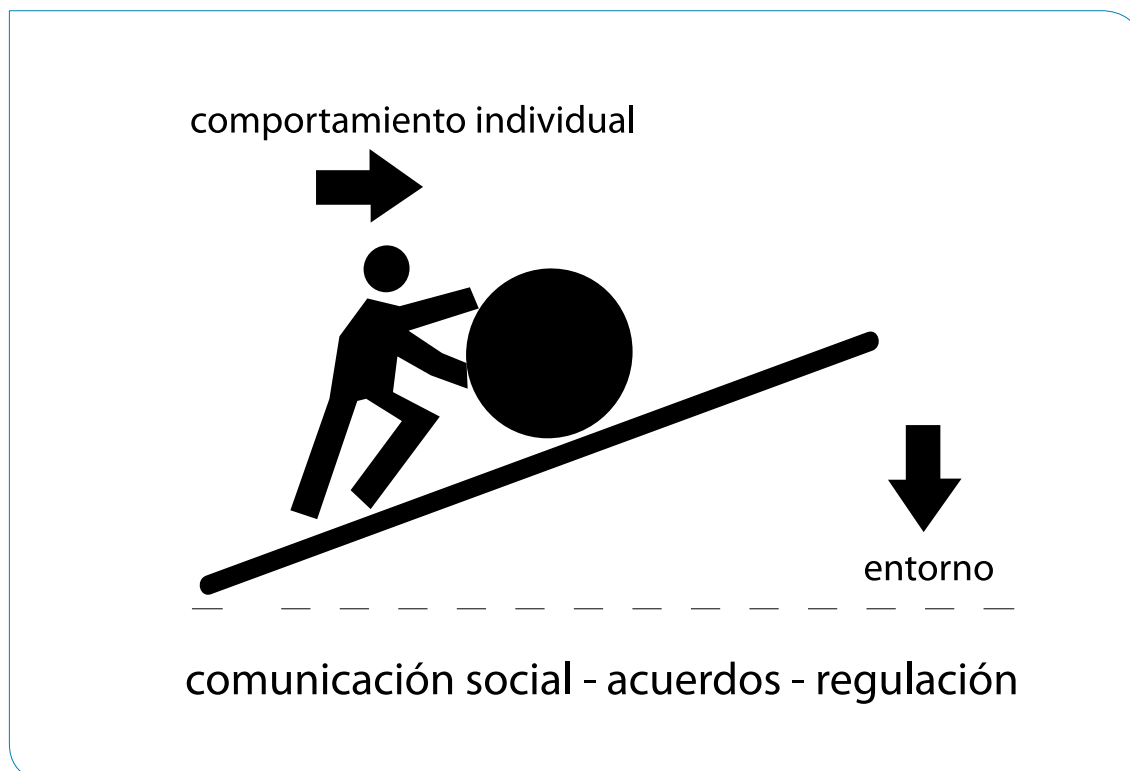 comportamiento individual
entorno
comunicación social - acuerdos - regulación